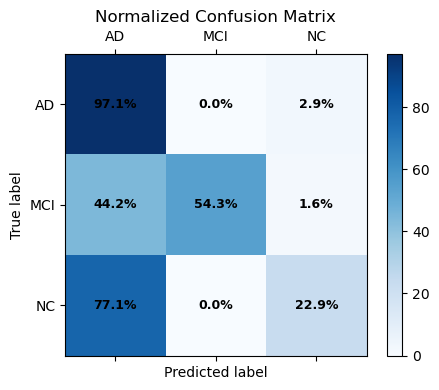 Normalized Confusion Matrix
AD MCI NC
AD 97.1% 0.0% 2.9%
MCI 44.2% 54.3% 1.6%
NC 77.1% 0.0% 22.9%
True label
Predicted label
80
60
40
20
0